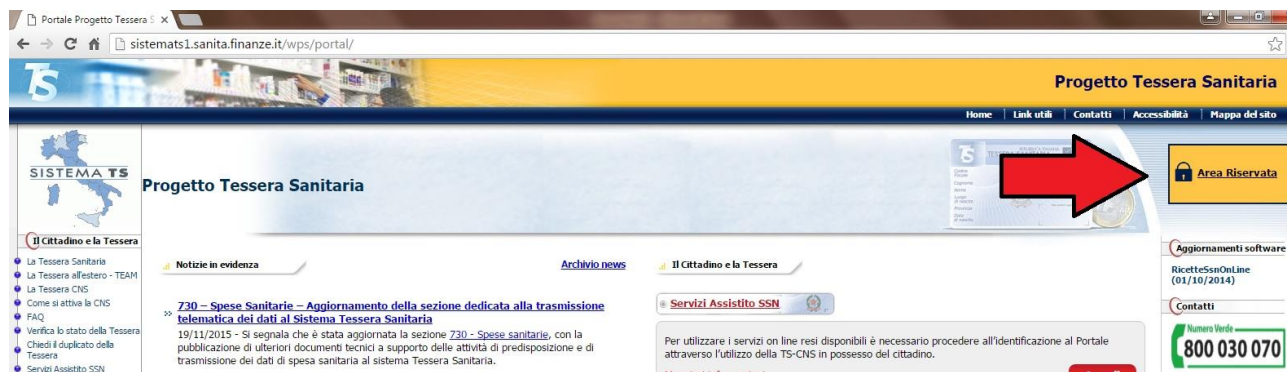 Portale Progetto Tessera S
sistemats1.sanita.finanze.it/wps/portal/
TS
Progetto Tessera Sanitaria
Home | Link utili | Contatti | Accessibilità | Mappa del sito
SISTEMA TS
Progetto Tessera Sanitaria
TS
Area Riservata
Il Cittadino e la Tessera
La Tessera Sanitaria
La Tessera all'estero - TEAM
La Tessera CNS
Come si attiva la CNS
FAQ
Verifica lo stato della Tessera
Chiedi il duplicato della
Tessera
Servizi Assistito SSN
Notizie in evidenza
Archivio news
730 – Spese Sanitarie – Aggiornamento della sezione dedicata alla trasmissione
telematica dei dati al Sistema Tessera Sanitaria
19/11/2015 - Si segnala che è stata aggiornata la sezione 730 - Spese sanitarie, con la
pubblicazione di ulteriori documenti tecnici a supporto delle attività di predisposizione e di
trasmissione dei dati di spesa sanitaria al sistema Tessera Sanitaria.
Il Cittadino e la Tessera
Servizi Assistito SSN
Per utilizzare i servizi on line resi disponibili è necessario procedere all'identificazione al Portale
attraverso l'utilizzo della TS-CNS in possesso del cittadino.
Aggiornamenti software
RicetteSsnOnLine
(01/10/2014)
Contatti
Numero Verde
800 030 070